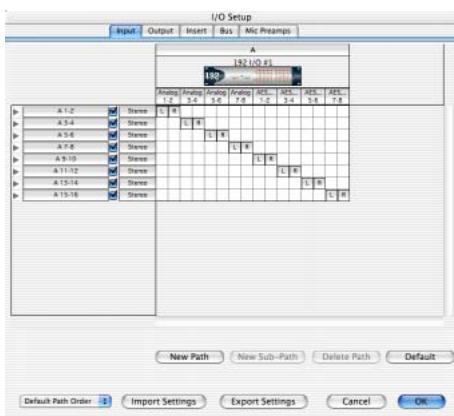 I/O Setup
Input Output Insert Bus Mic Preamps
A
192 I/O #1
192
Analog Analog Analog Analog AES... AES... AES... AES...
1-2 3-4 5-6 7-8 1-2 3-4 5-6 7-8
A 1-2 Stereo L R
A 3-4 Stereo L R
A 5-6 Stereo L R
A 7-8 Stereo L R
A 9-10 Stereo L R
A 11-12 Stereo L R
A 13-14 Stereo L R
A 15-16 Stereo L R
New Path New Sub-Path Delete Path Default
Default Path Order Import Settings Export Settings Cancel OK